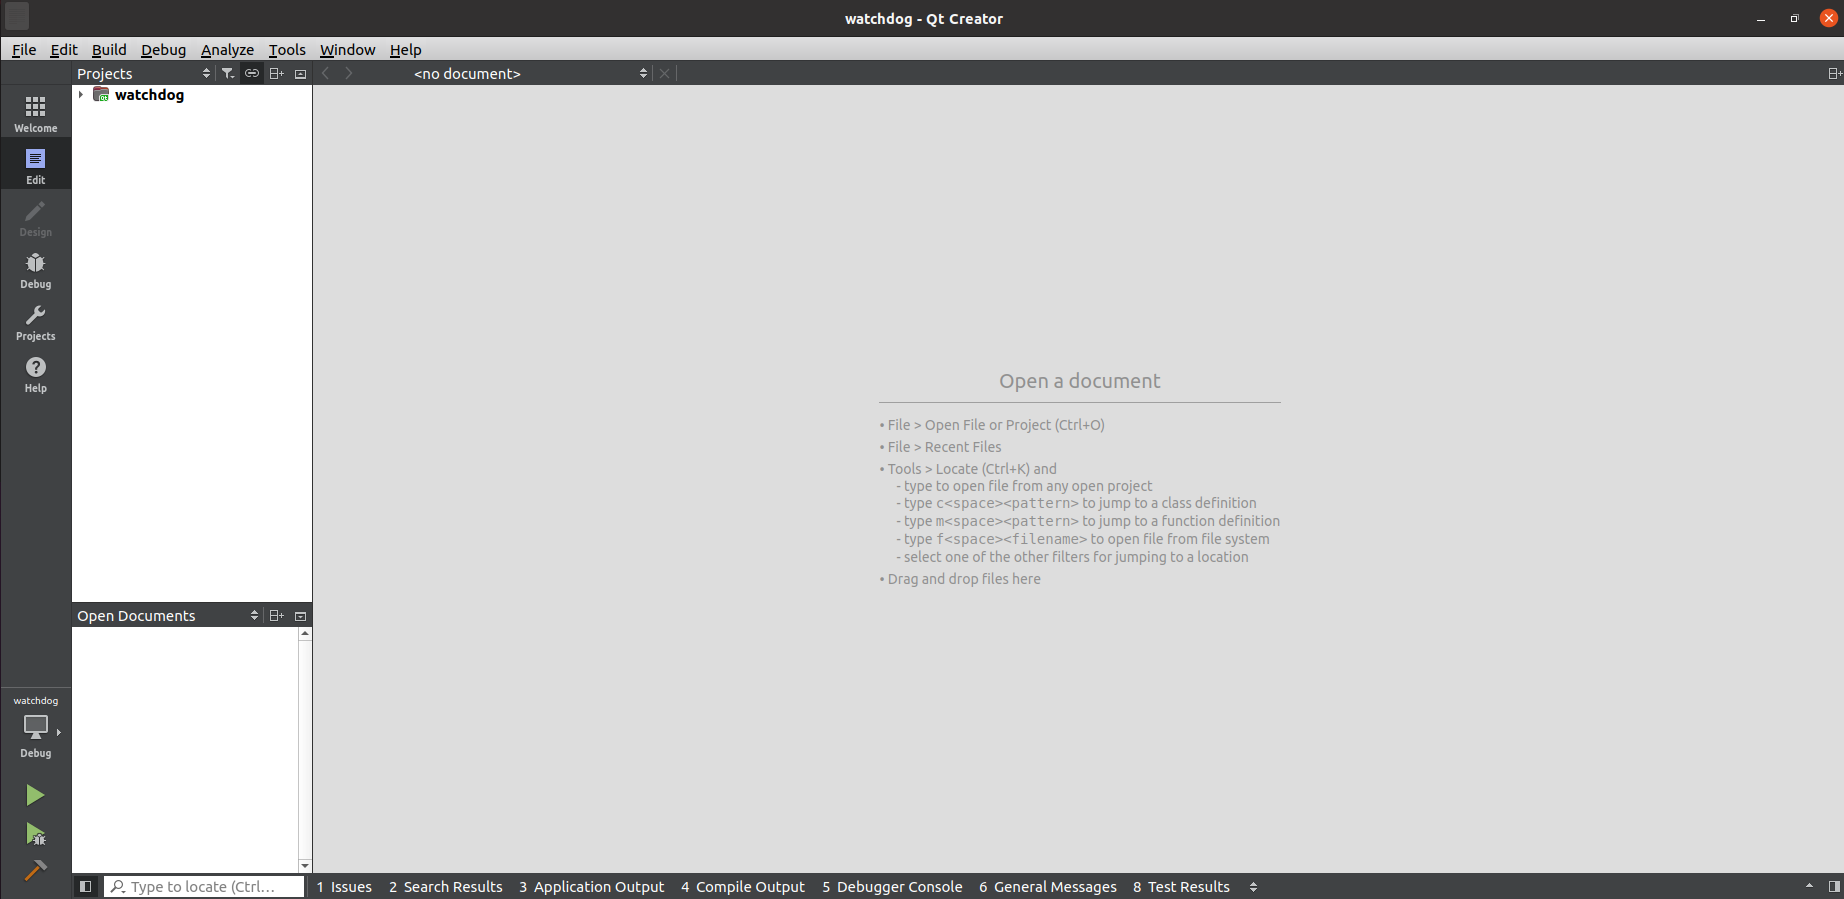 watchdog - Qt Creator
File Edit Build Debug Analyze Tools Window Help
Projects
<no document>
watchdog
Welcome
Edit
Design
Debug
Projects
Help
Open a document
• File > Open File or Project (Ctrl+O)
• File > Recent Files
• Tools > Locate (Ctrl+K) and
- type to open file from any open project
- type c<space><pattern> to jump to a class definition
- type m<space><pattern> to jump to a function definition
- type f<space><filename> to open file from file system
- select one of the other filters for jumping to a location
• Drag and drop files here
Open Documents
watchdog
Debug
Type to locate (Ctrl...
1 Issues 2 Search Results 3 Application Output 4 Compile Output 5 Debugger Console 6 General Messages 8 Test Results